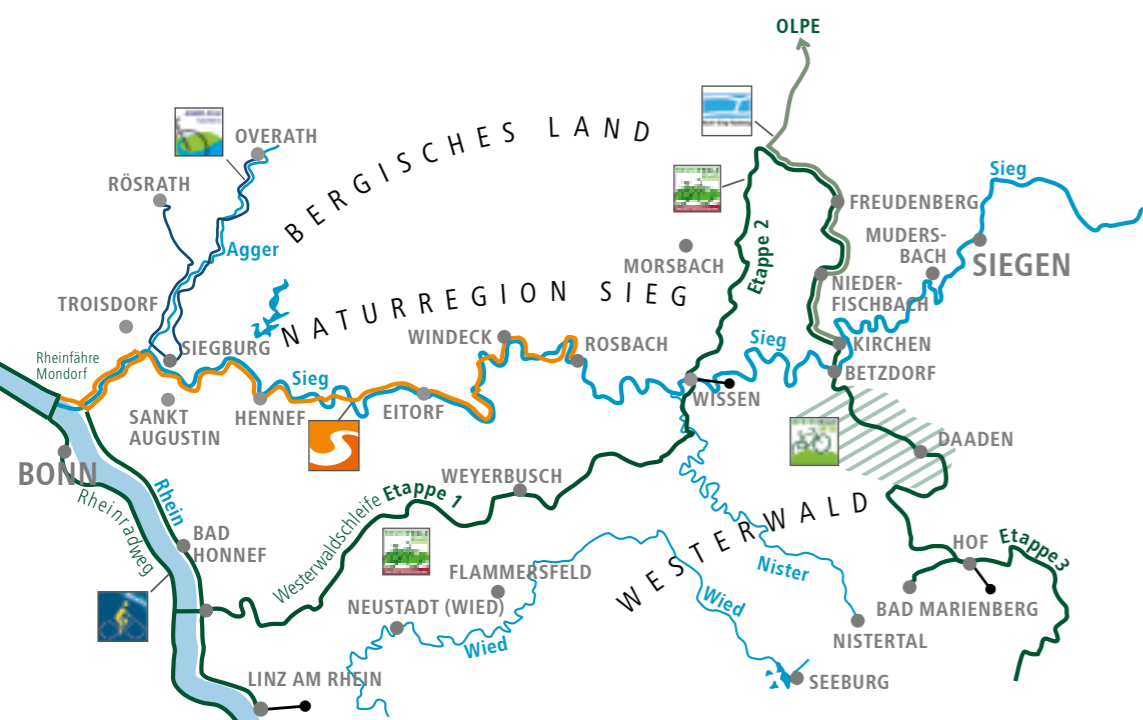 OLPE
OVERATH
RÖSRATH
BERGISCHES LAND
Sieg
FREUDENBERG
MUDERS-
BACH
SIEGEN
Agger
Etappe 2
MORSBACH
NIEDER-
FISCHBACH
NATURREGION SIEG
TROISDORF
WINDECK
ROSBACH
Sieg
KIRCHEN
Rheinfähre
Mondorf
SIEGBURG
Sieg
BETZDORF
WISSEN
SANKT
AUGUSTIN
HENNEF
EITORF
DAADEN
BONN
WEYERBUSCH
Rhein
Rheinradweg
Westerwaldschleife Etappe 1
WESTERWALD
BAD
HONNEF
HOF
Etappe3
FLAMMERSFELD
Nister
NEUSTADT (WIED)
Wied
BAD MARIENBERG
NISTERTAL
Wied
LINZ AM RHEIN
SEEBURG